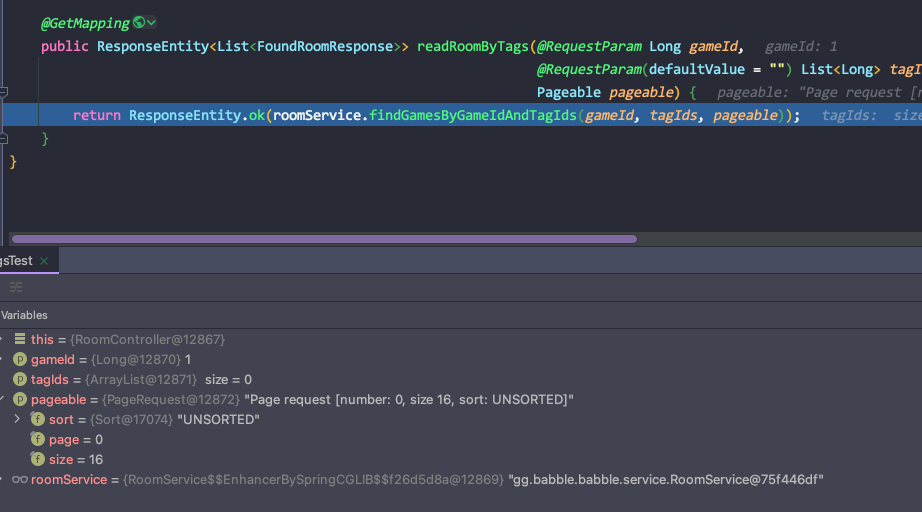 @GetMapping
public ResponseEntity<List<FoundRoomResponse>> readRoomByTags(@RequestParam Long gameId, gameId: 1
@RequestParam(defaultValue = "") List<Long> tagI
Pageable pageable) { pageable: "Page request [n
return ResponseEntity.ok(roomService.findGamesByGameIdAndTagIds(gameId, tagIds, pageable)); tagIds: size
}
}
gsTest ×
Variables
this = {RoomController@12867}
p gameId = {Long@12870} 1
p tagIds = {ArrayList@12871} size = 0
p pageable = {PageRequest@12872} "Page request [number: 0, size 16, sort: UNSORTED]"
f sort = {Sort@17074} "UNSORTED"
f page = 0
f size = 16
roomService = {RoomService$$EnhancerBySpringCGLIB$$f26d5d8a@12869} "gg.babble.babble.service.RoomService@75f446df"